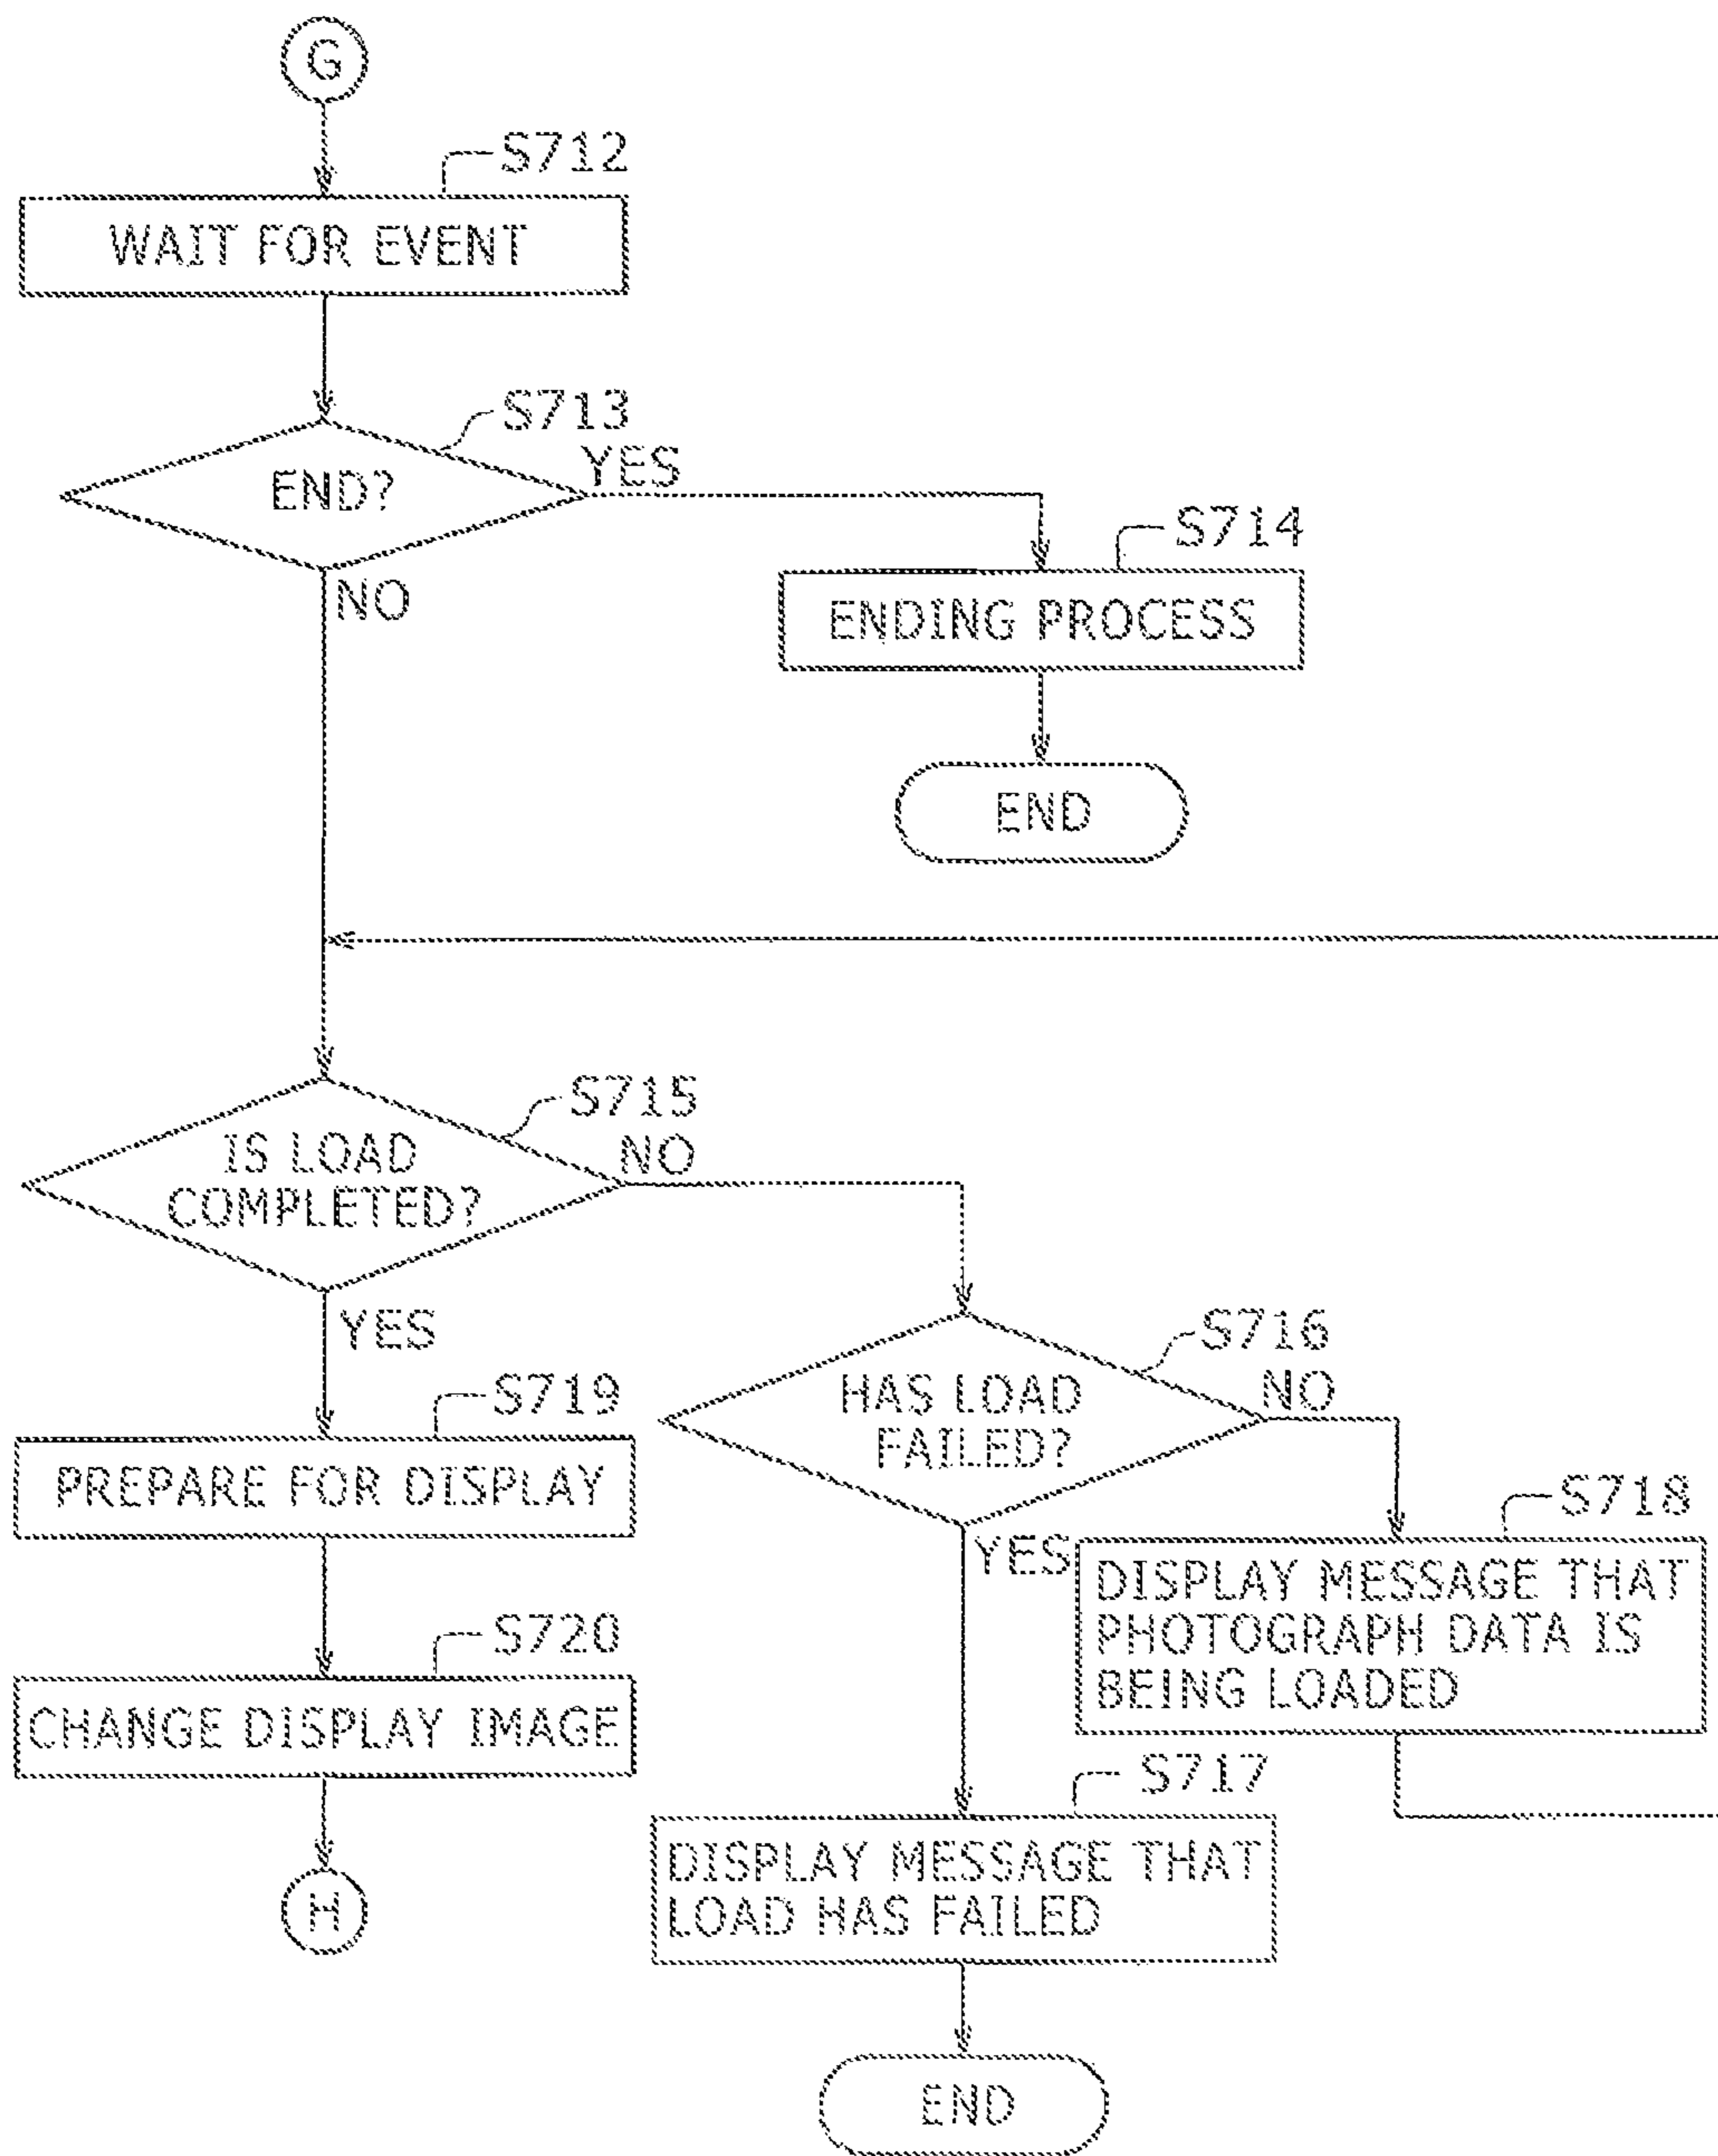 G
S712
WAIT FOR EVENT
S713
END?
YES
NO
S714
ENDING PROCESS
END
S715
IS LOAD
COMPLETED?
NO
YES
S716
HAS LOAD
FAILED?
NO
YES
S719
PREPARE FOR DISPLAY
S718
DISPLAY MESSAGE THAT
PHOTOGRAPH DATA IS
BEING LOADED
S720
CHANGE DISPLAY IMAGE
S717
DISPLAY MESSAGE THAT
LOAD HAS FAILED
H
END